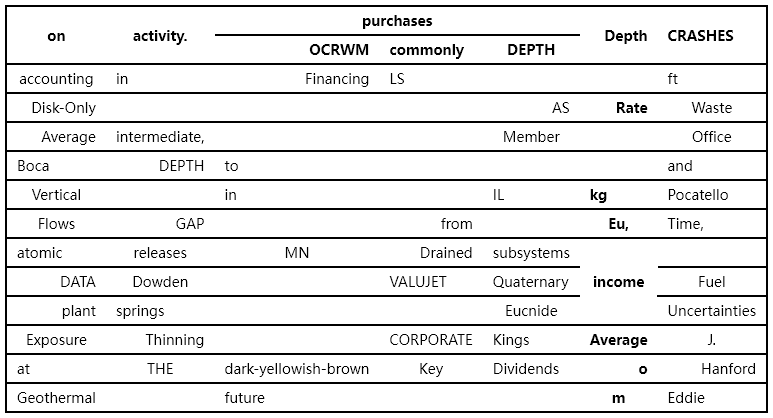 on activity. purchases Depth CRASHES
OCRWM commonly DEPTH
accounting in Financing LS ft
Disk-Only AS Rate Waste
Average intermediate, Member Office
Boca DEPTH to and
Vertical in IL kg Pocatello
Flows GAP from Eu, Time,
atomic releases MN Drained subsystems
DATA Dowden VALUJET Quaternary income Fuel
plant springs Eucnide Uncertainties
Exposure Thinning CORPORATE Kings Average J.
at THE dark-yellowish-brown Key Dividends o Hanford
Geothermal future m Eddie